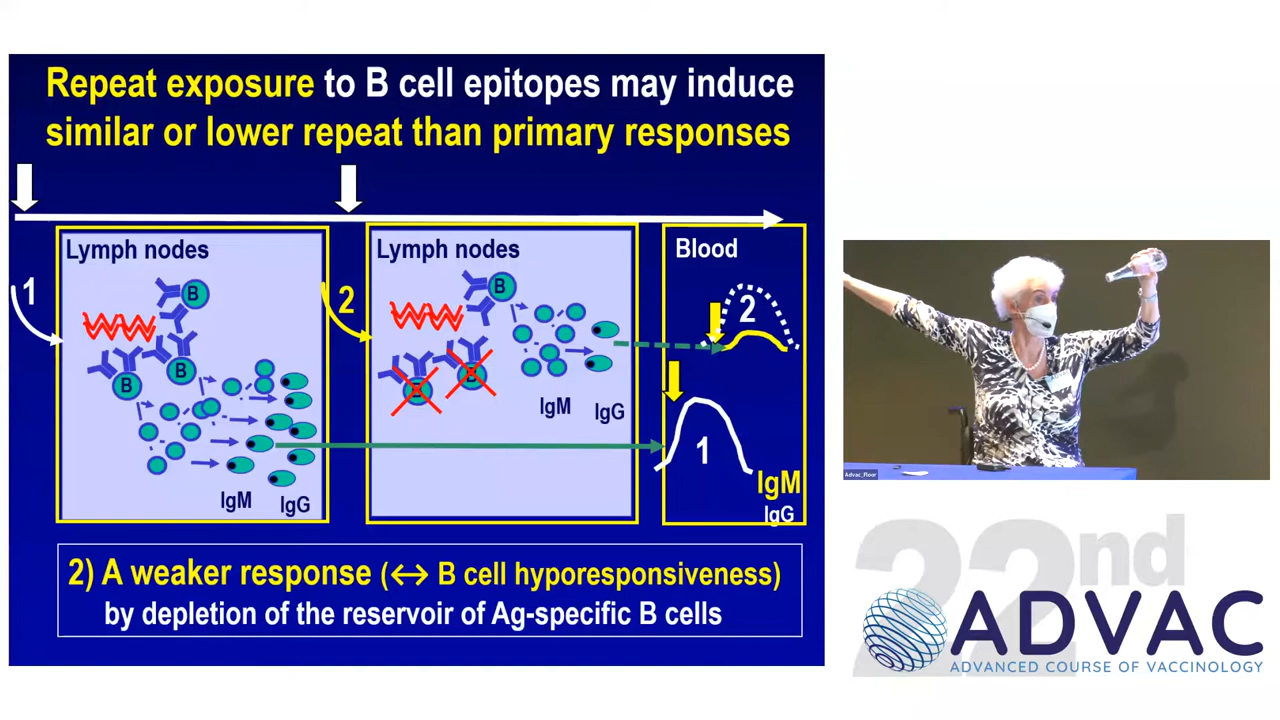 Repeat exposure to B cell epitopes may induce
similar or lower repeat than primary responses
Lymph nodes
Lymph nodes
Blood
1
2
B
B
B
B
B
B
2
1
IgM
IgG
IgM
IgG
IgM
IgG
2) A weaker response (↔ B cell hyporesponsiveness)
by depletion of the reservoir of Ag-specific B cells
Advac_Floor
22nd
ADVAC
ADVANCED COURSE OF VACCINOLOGY